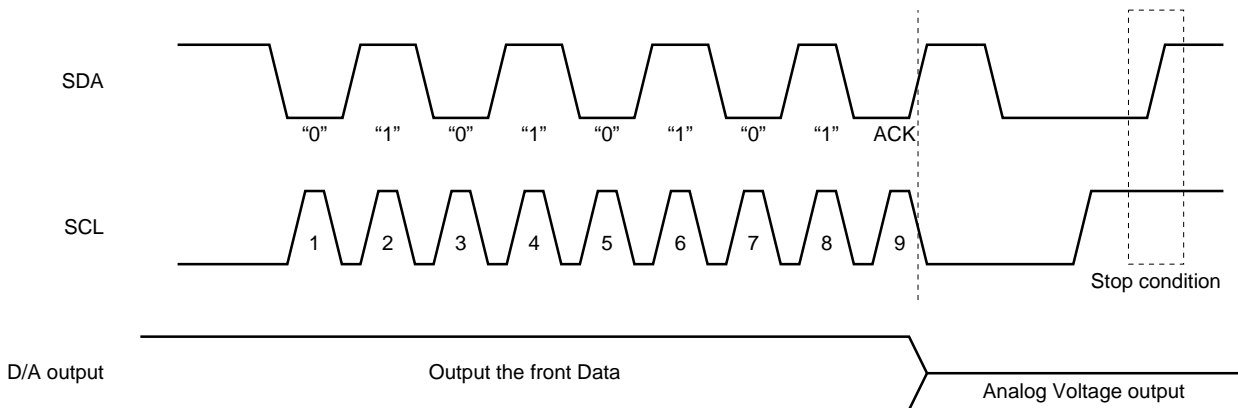 SDA
“0” “1” “0” “1” “0” “1” “0” “1” ACK
SCL
1 2 3 4 5 6 7 8 9
Stop condition
D/A output
Output the front Data
Analog Voltage output